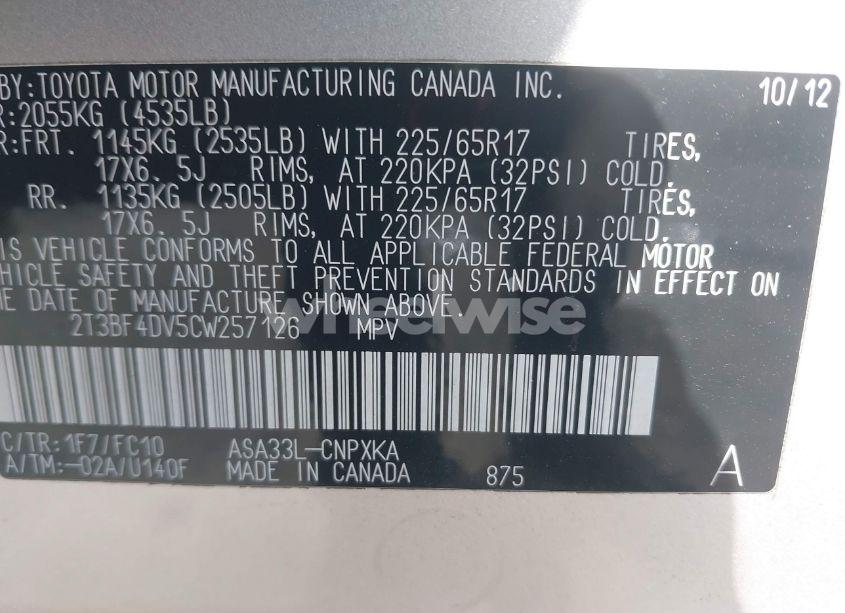 BY:TOYOTA MOTOR MANUFACTURING CANADA INC. 10/12
R:2055KG (4535LB)
R:FRT. 1145KG (2535LB) WITH 225/65R17 TIRES,
17X6.5J RIMS, AT 220KPA (32PSI) COLD.
RR. 1135KG (2505LB) WITH 225/65R17 TIRES,
17X6.5J RIMS, AT 220KPA (32PSI) COLD.
IS VEHICLE CONFORMS TO ALL APPLICABLE FEDERAL MOTOR
HICLE SAFETY AND THEFT PREVENTION STANDARDS IN EFFECT ON
E DATE OF MANUFACTURE SHOWN ABOVE.
wheelwise
2T3BF4DV5CW257126 MPV
C/TR:1F7/FC10 ASA33L-CNPXKA
A/TM:-02A/U140F MADE IN CANADA 875 A